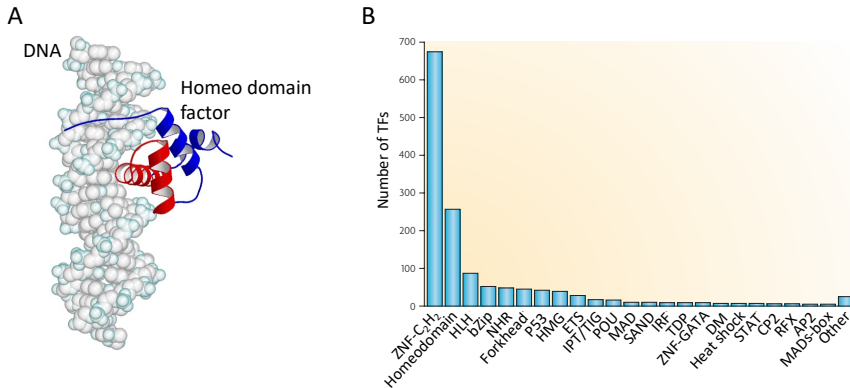 A
DNA
Homeo domain
factor
B
Number of TFs
700
600
500
400
300
200
100
0
ZNF-C₂H₂
Homeodomain
HLH
bZip
NHR
Forkhead
P53
HMG
ETS
IPT/TIG
POU
MAD
SAND
IRF
TDP
ZNF-GATA
DM
Heat shock
STAT
CP2
RFX
AP2
MADs-box
Other